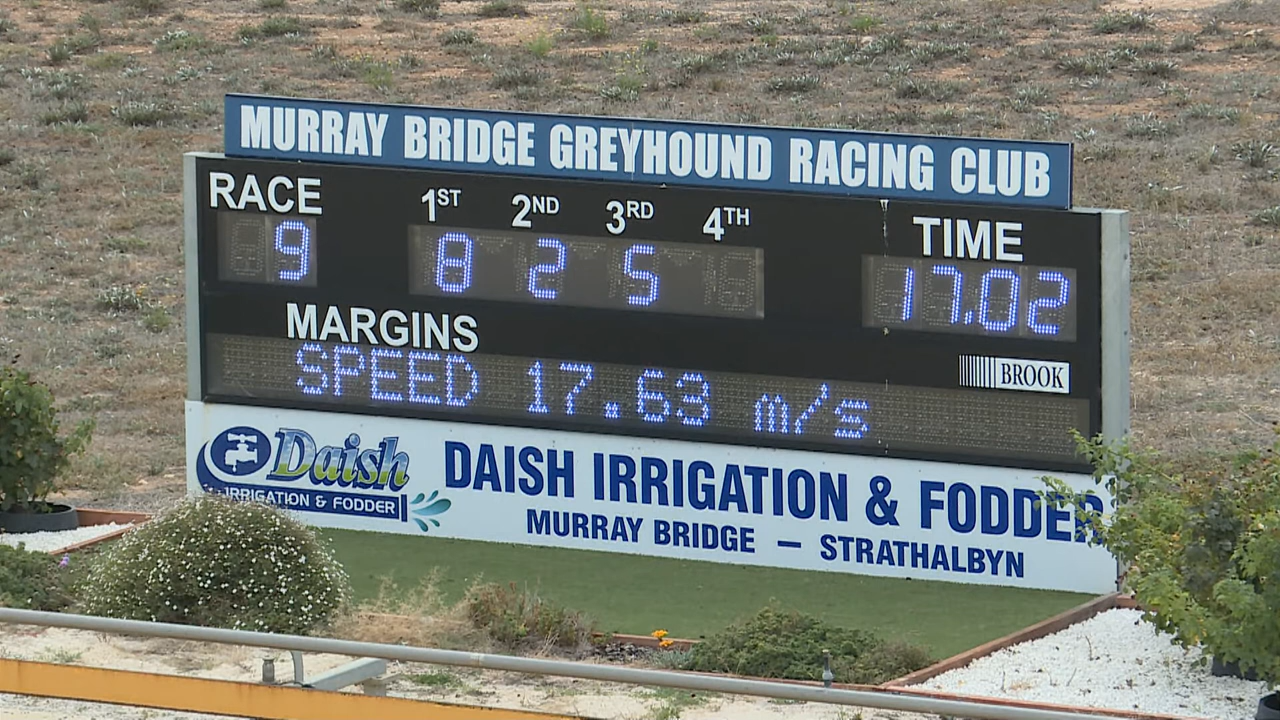 MURRAY BRIDGE GREYHOUND RACING CLUB
RACE 1ST 2ND 3RD 4TH TIME
9 8 2 5 17.02
MARGINS
BROOK
SPEED 17.63 m/s
Daish
IRRIGATION & FODDER
DAISH IRRIGATION & FODDER
MURRAY BRIDGE – STRATHALBYN